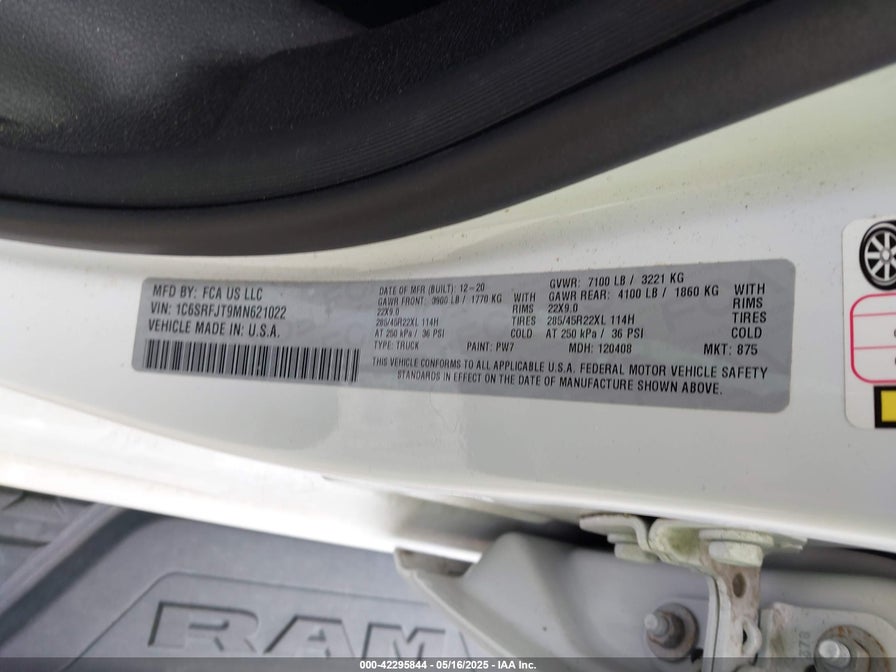 MFD BY: FCA US LLC
VIN: 1C6SRFJT9MN621022
VEHICLE MADE IN: U.S.A.
DATE OF MFR (BUILT): 12-20
GAWR FRONT: 3900 LB / 1770 KG WITH
22X9.0 RIMS
285/45R22XL 114H TIRES
AT 250 kPa / 36 PSI COLD
GVWR: 7100 LB / 3221 KG
GAWR REAR: 4100 LB / 1860 KG WITH
22X9.0 RIMS
285/45R22XL 114H TIRES
AT 250 kPa / 36 PSI COLD
TYPE: TRUCK PAINT: PW7 MDH: 120408 MKT: 875
THIS VEHICLE CONFORMS TO ALL APPLICABLE U.S.A. FEDERAL MOTOR VEHICLE SAFETY
STANDARDS IN EFFECT ON THE DATE OF MANUFACTURE SHOWN ABOVE.
RAM
000-42295844 - 05/16/2025 - IAA Inc.